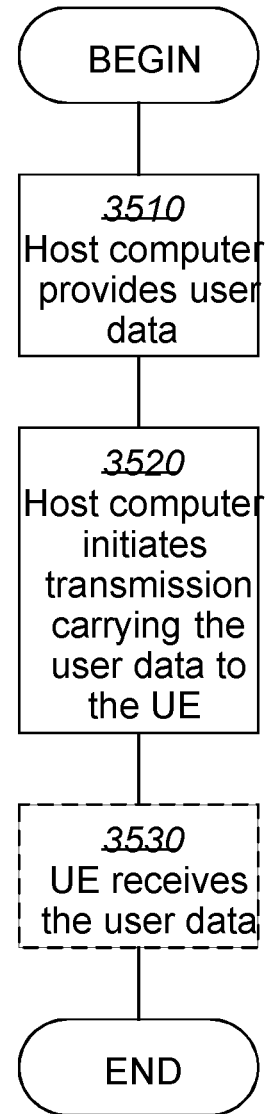 BEGIN
3510
Host computer
provides user
data
3520
Host computer
initiates
transmission
carrying the
user data to
the UE
3530
UE receives
the user data
END